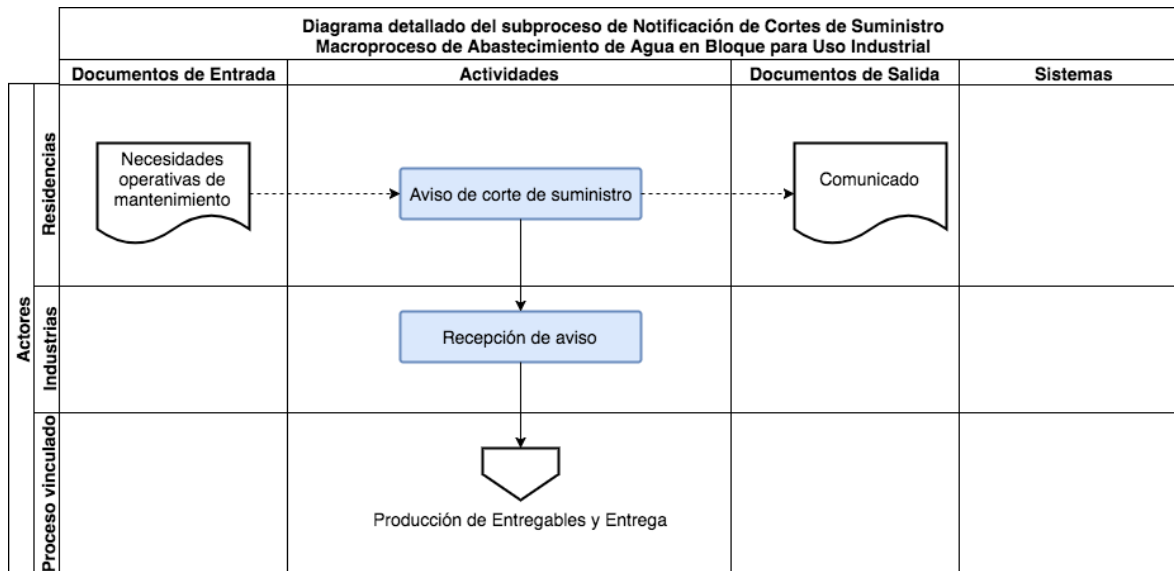 Diagrama detallado del subproceso de Notificación de Cortes de Suministro
Macroproceso de Abastecimiento de Agua en Bloque para Uso Industrial
Documentos de Entrada
Actividades
Documentos de Salida
Sistemas
Actores
Residencias
Necesidades
operativas de
mantenimiento
Aviso de corte de suministro
Comunicado
Industrias
Recepción de aviso
Proceso vinculado
Producción de Entregables y Entrega